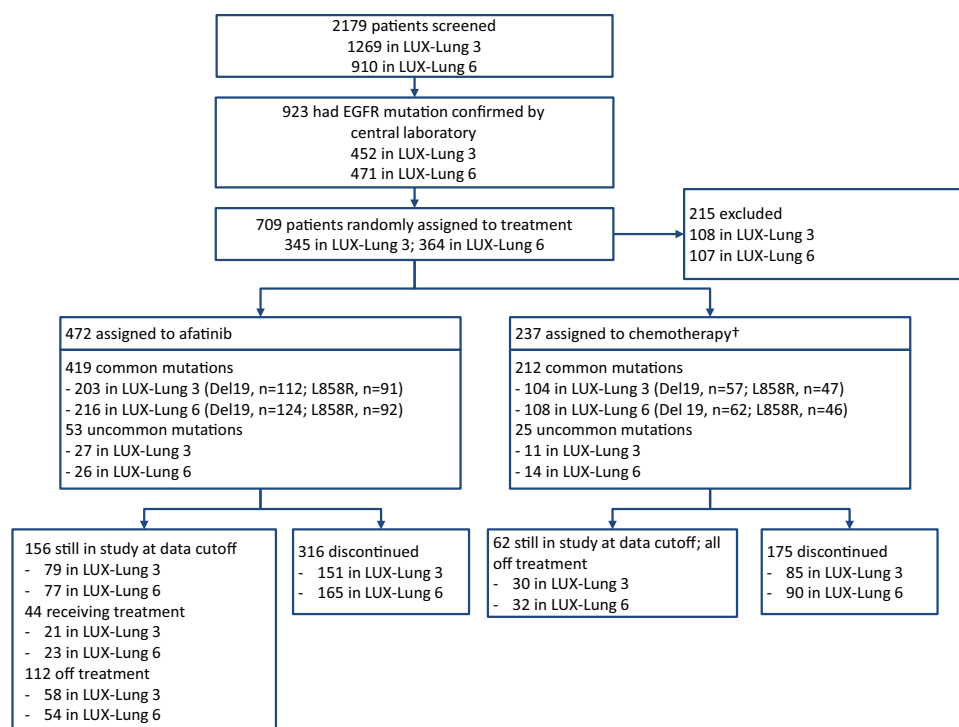 2179 patients screened
1269 in LUX-Lung 3
910 in LUX-Lung 6
923 had EGFR mutation confirmed by
central laboratory
452 in LUX-Lung 3
471 in LUX-Lung 6
709 patients randomly assigned to treatment
345 in LUX-Lung 3; 364 in LUX-Lung 6
215 excluded
108 in LUX-Lung 3
107 in LUX-Lung 6
472 assigned to afatinib
419 common mutations
- 203 in LUX-Lung 3 (Del19, n=112; L858R, n=91)
- 216 in LUX-Lung 6 (Del19, n=124; L858R, n=92)
53 uncommon mutations
- 27 in LUX-Lung 3
- 26 in LUX-Lung 6
237 assigned to chemotherapy†
212 common mutations
- 104 in LUX-Lung 3 (Del19, n=57; L858R, n=47)
- 108 in LUX-Lung 6 (Del 19, n=62; L858R, n=46)
25 uncommon mutations
- 11 in LUX-Lung 3
- 14 in LUX-Lung 6
156 still in study at data cutoff
- 79 in LUX-Lung 3
- 77 in LUX-Lung 6
44 receiving treatment
- 21 in LUX-Lung 3
- 23 in LUX-Lung 6
112 off treatment
- 58 in LUX-Lung 3
- 54 in LUX-Lung 6
316 discontinued
- 151 in LUX-Lung 3
- 165 in LUX-Lung 6
62 still in study at data cutoff; all
off treatment
- 30 in LUX-Lung 3
- 32 in LUX-Lung 6
175 discontinued
- 85 in LUX-Lung 3
- 90 in LUX-Lung 6